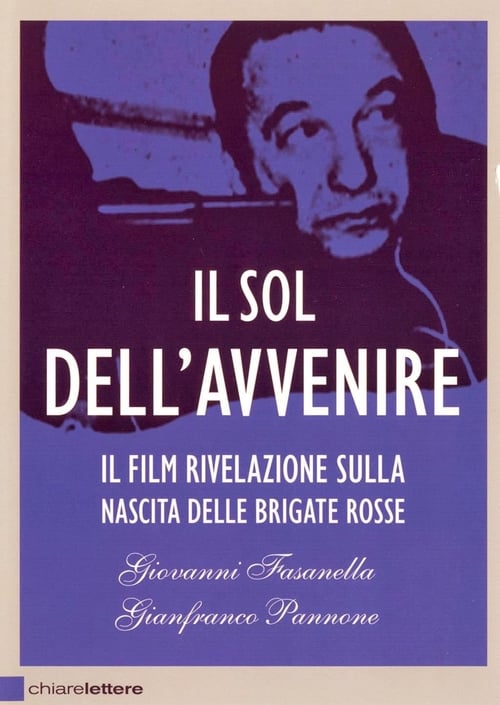 IL SOL
DELL'AVVENIRE
IL FILM RIVELAZIONE SULLA
NASCITA DELLE BRIGATE ROSSE
Giovanni Fasanella
Gianfranco Pannone
chiarelettere